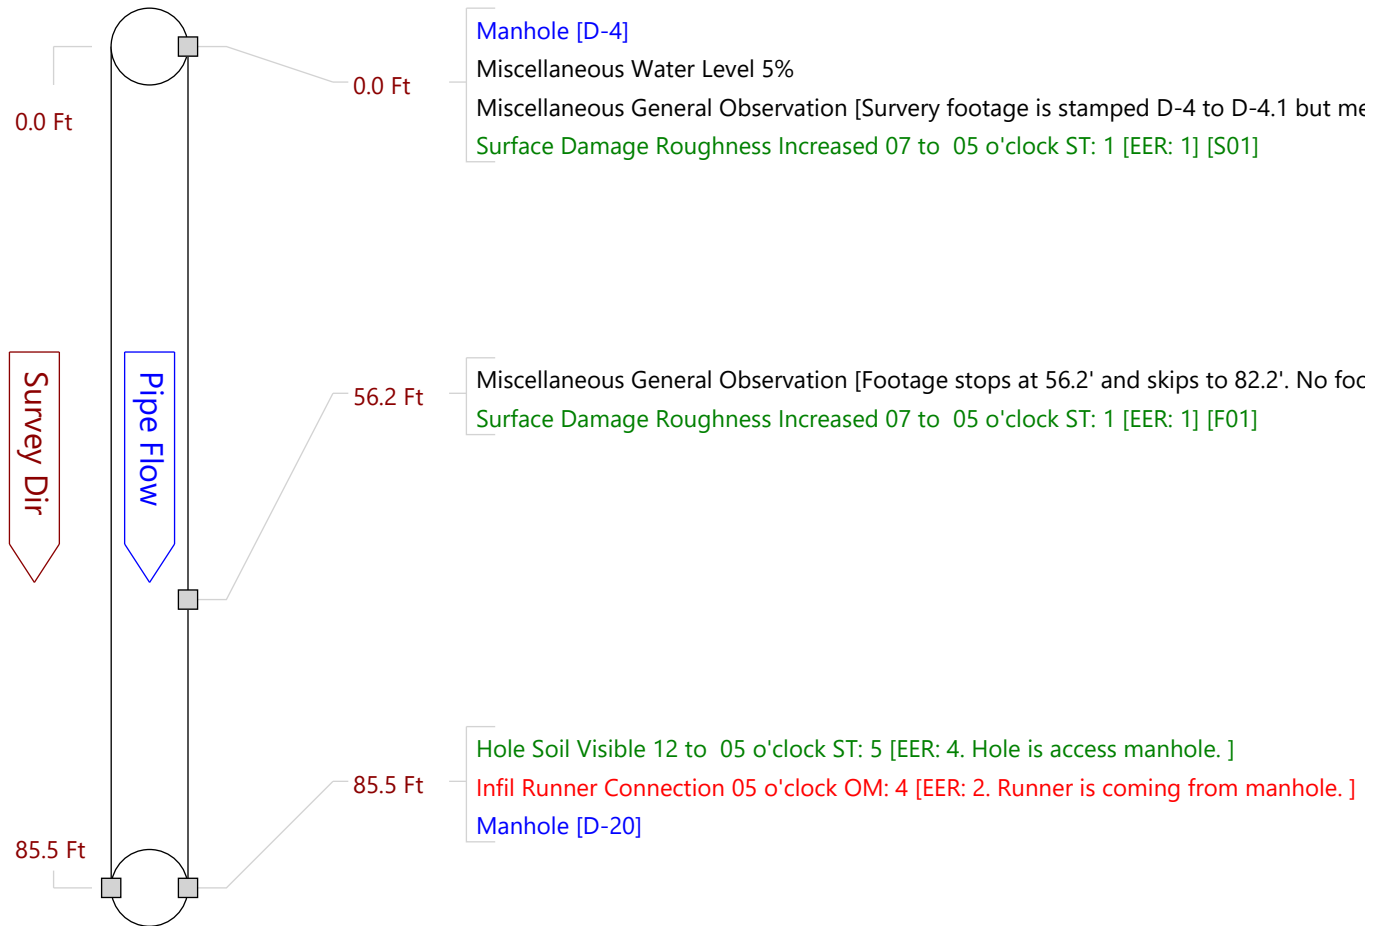 Manhole [D-4]
Miscellaneous Water Level 5%
0.0 Ft
0.0 Ft
Miscellaneous General Observation [Survery footage is stamped D-4 to D-4.1 but
Surface Damage Roughness Increased 07 to 05 o'clock ST: 1 [EER: 1] [S01]
Survey Dir
Pipe Flow
56.2 Ft
Miscellaneous General Observation [Footage stops at 56.2' and skips to 82.2'. No
Surface Damage Roughness Increased 07 to 05 o'clock ST: 1 [EER: 1] [F01]
Hole Soil Visible 12 to 05 o'clock ST: 5 [EER: 4. Hole is access manhole. ]
85.5 Ft
Infil Runner Connection 05 o'clock OM: 4 [EER: 2. Runner is coming from manhole. ]
Manhole [D-20]
85.5 Ft